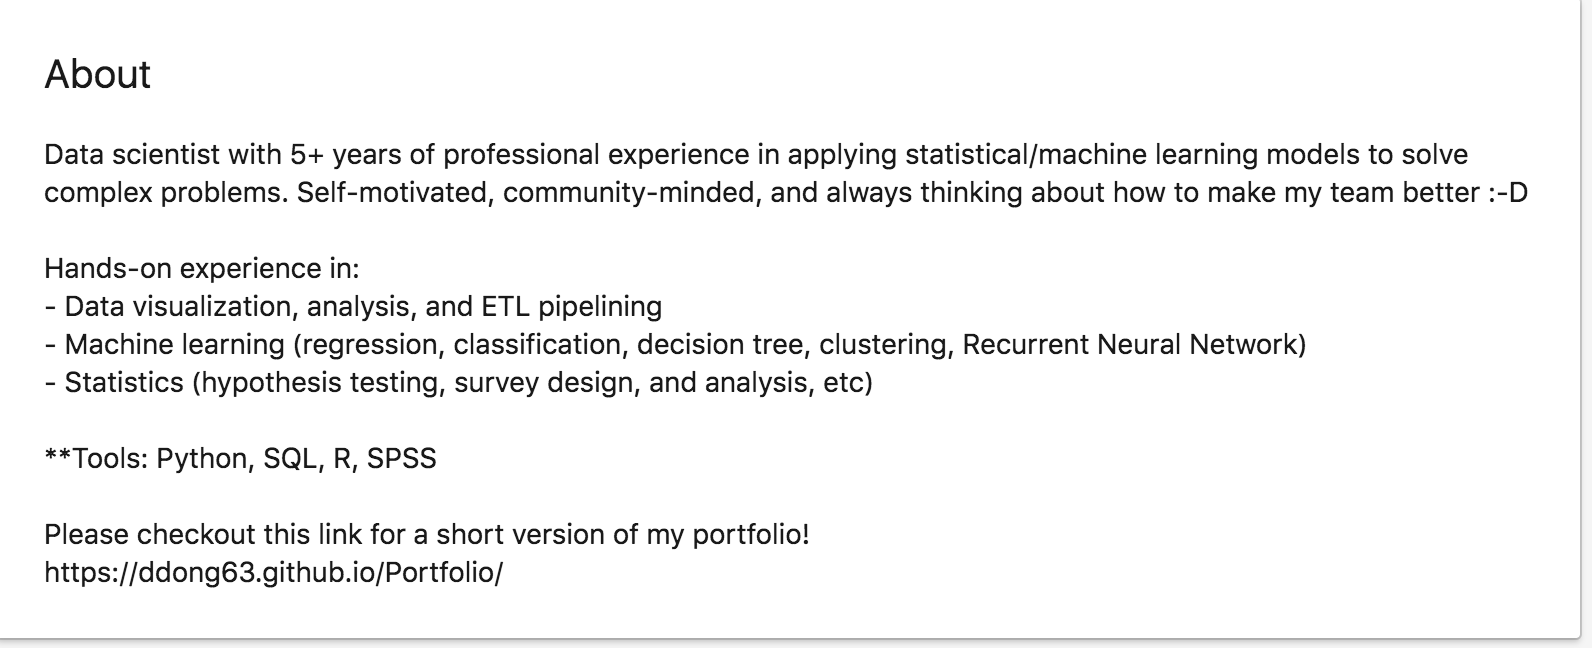 About
Data scientist with 5+ years of professional experience in applying statistical/machine learning models to solve
complex problems. Self-motivated, community-minded, and always thinking about how to make my team better :-D
Hands-on experience in:
- Data visualization, analysis, and ETL pipelining
- Machine learning (regression, classification, decision tree, clustering, Recurrent Neural Network)
- Statistics (hypothesis testing, survey design, and analysis, etc)
**Tools: Python, SQL, R, SPSS
Please checkout this link for a short version of my portfolio!
https://ddong63.github.io/Portfolio/